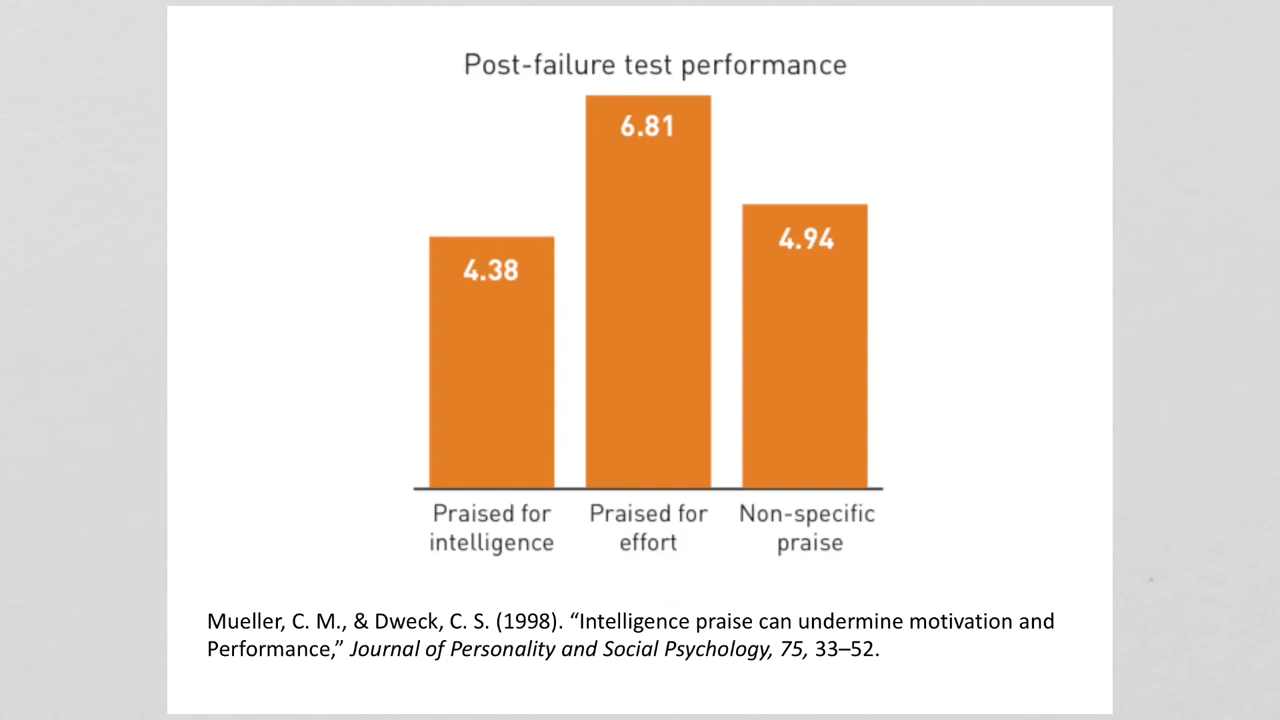 Post-failure test performance
6.81
4.94
4.38
Praised for intelligence
Praised for effort
Non-specific praise
Mueller, C. M., & Dweck, C. S. (1998). “Intelligence praise can undermine motivation and
Performance,” Journal of Personality and Social Psychology, 75, 33–52.